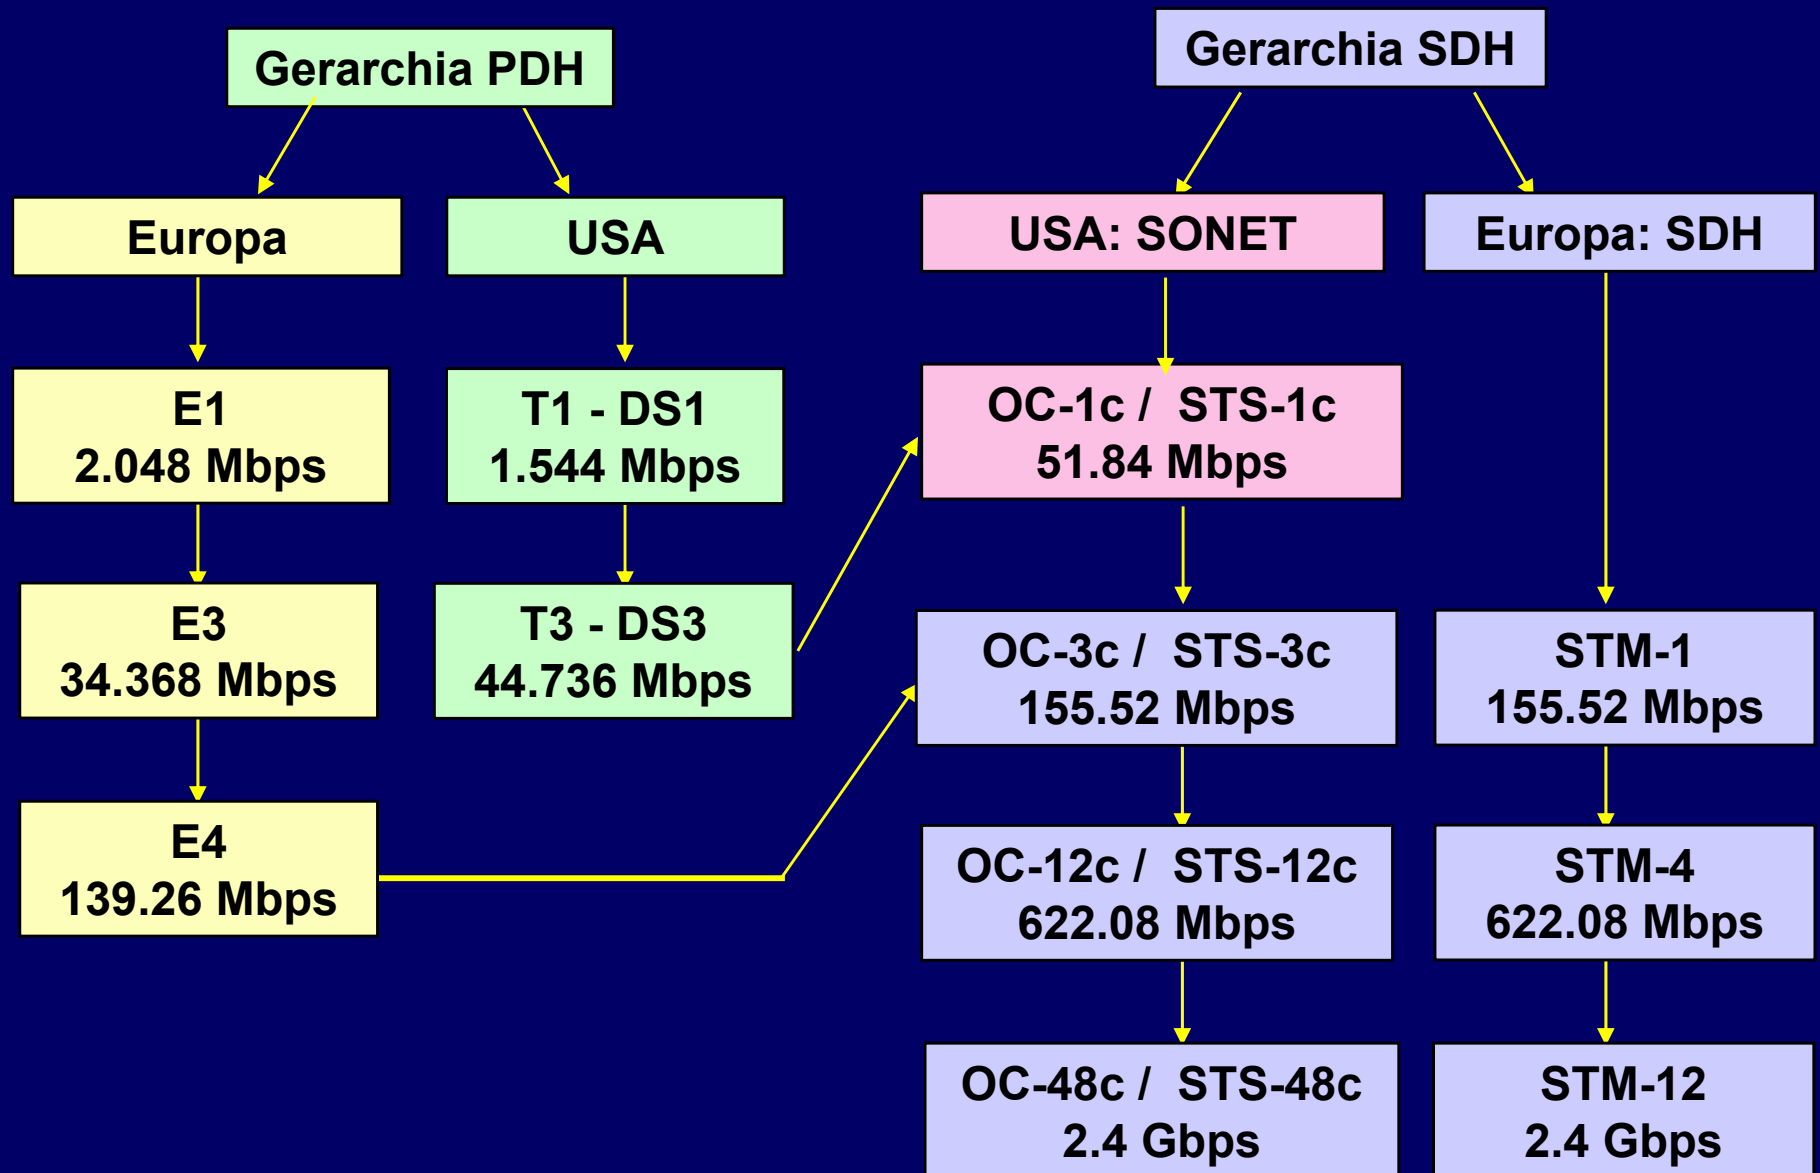 Gerarchia PDH
Gerarchia SDH
Europa
USA
USA: SONET
Europa: SDH
E1
2.048 Mbps
T1 - DS1
1.544 Mbps
OC-1c / STS-1c
51.84 Mbps
E3
34.368 Mbps
T3 - DS3
44.736 Mbps
OC-3c / STS-3c
155.52 Mbps
STM-1
155.52 Mbps
E4
139.26 Mbps
OC-12c / STS-12c
622.08 Mbps
STM-4
622.08 Mbps
OC-48c / STS-48c
2.4 Gbps
STM-12
2.4 Gbps